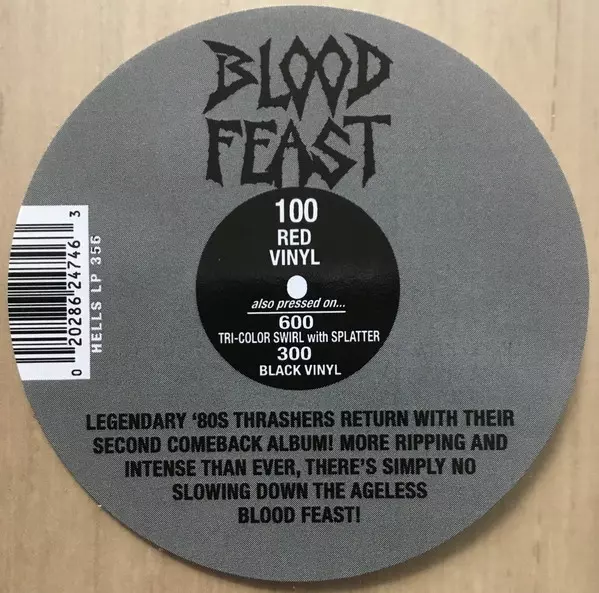 BLOOD
FEAST
100
RED
VINYL
also pressed on...
600
TRI-COLOR SWIRL with SPLATTER
300
BLACK VINYL
0 20286 24746 3
HELLS LP 356
LEGENDARY '80S THRASHERS RETURN WITH THEIR
SECOND COMEBACK ALBUM! MORE RIPPING AND
INTENSE THAN EVER, THERE'S SIMPLY NO
SLOWING DOWN THE AGELESS
BLOOD FEAST!